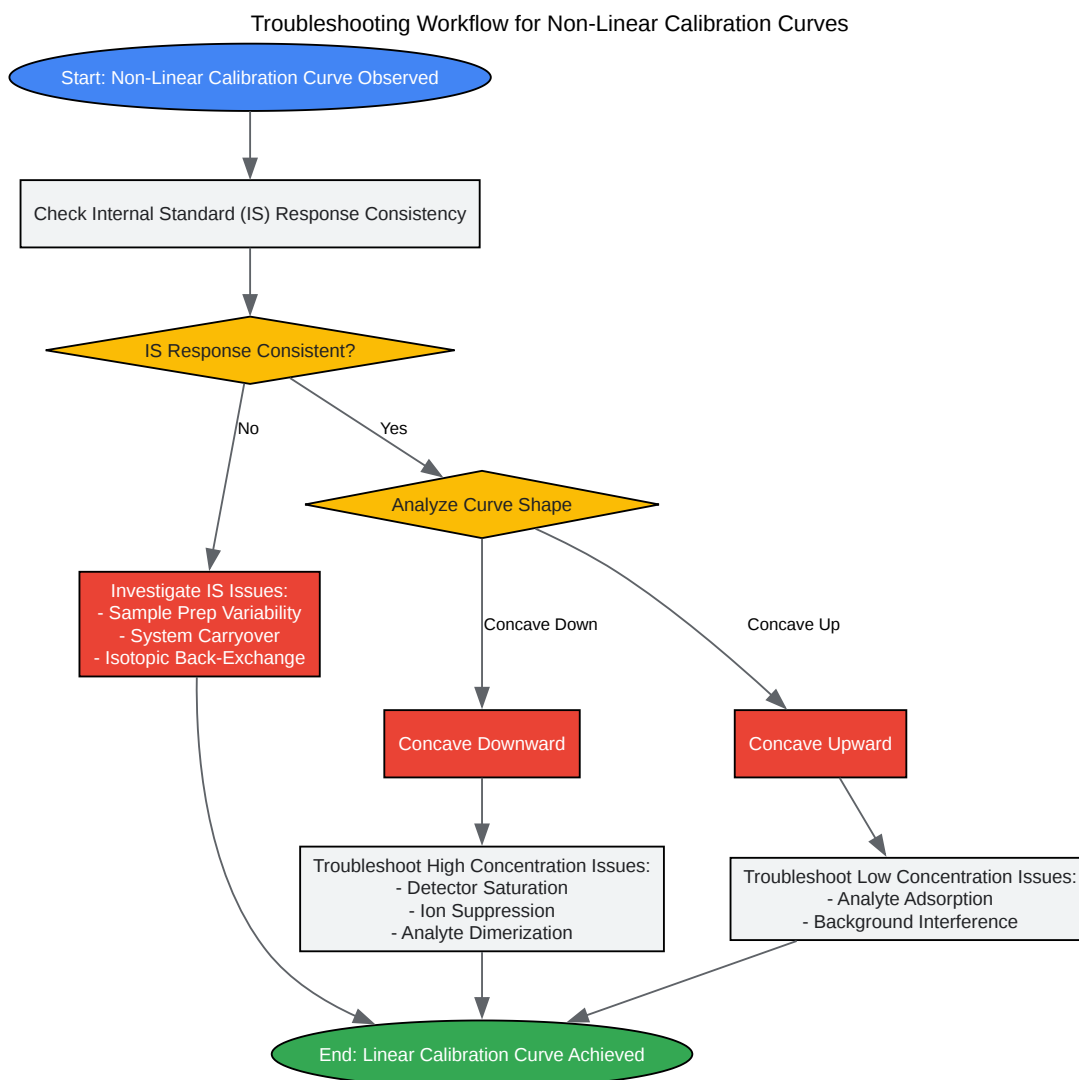 Troubleshooting Workflow for Non-Linear Calibration Curves
Start: Non-Linear Calibration Curve Observed
Check Internal Standard (IS) Response Consistency
IS Response Consistent?
No
Yes
Analyze Curve Shape
Investigate IS Issues:
- Sample Prep Variability
- System Carryover
- Isotopic Back-Exchange
Concave Down
Concave Up
Concave Downward
Concave Upward
Troubleshoot High Concentration Issues:
- Detector Saturation
- Ion Suppression
- Analyte Dimerization
Troubleshoot Low Concentration Issues:
- Analyte Adsorption
- Background Interference
End: Linear Calibration Curve Achieved